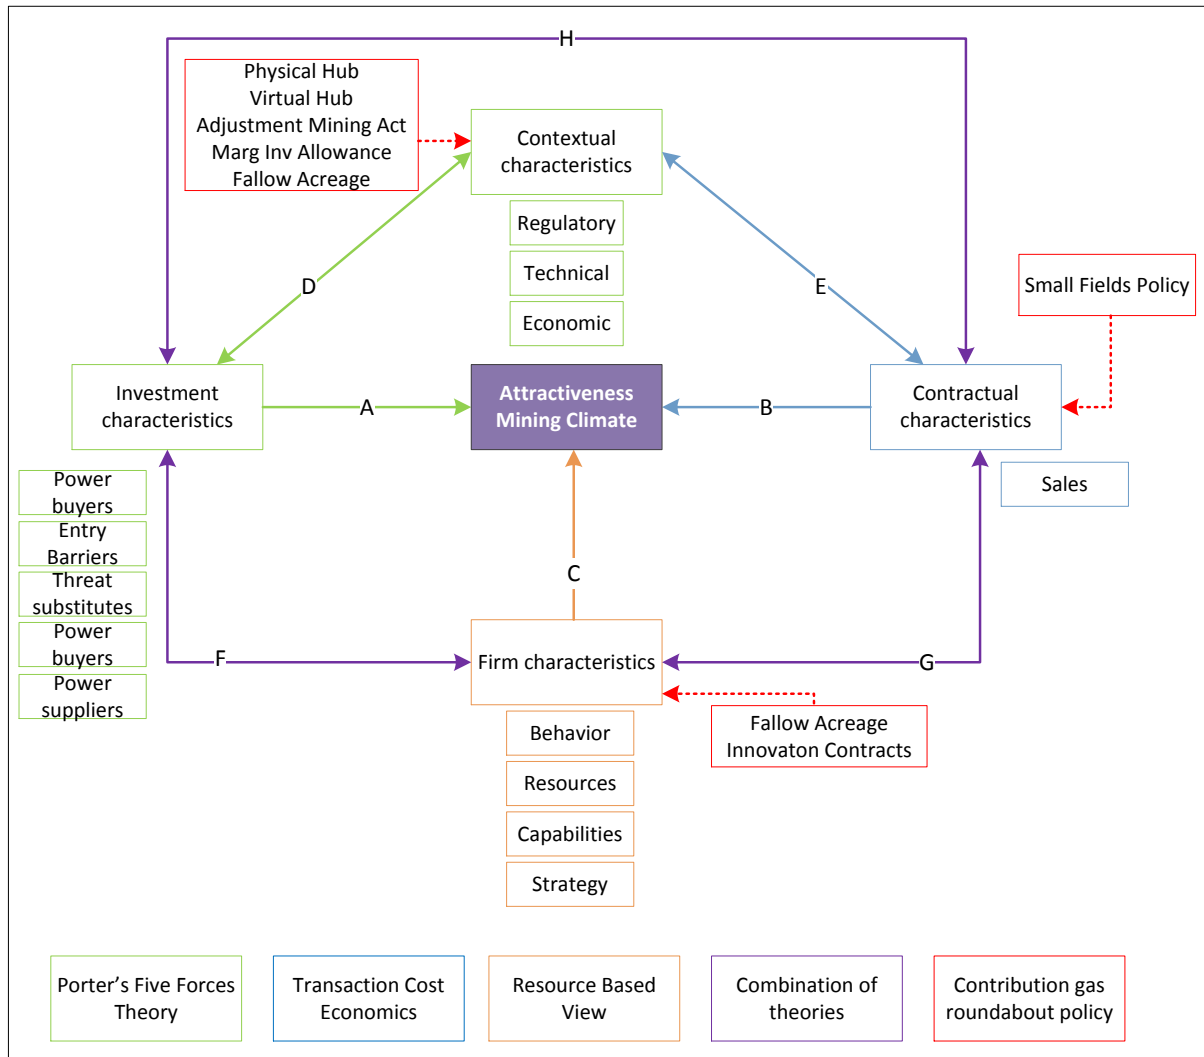 H
Physical Hub
Virtual Hub
Adjustment Mining Act
Marg Inv Allowance
Fallow Acreage
Contextual
characteristics
Regulatory
Technical
Economic
D
E
Small Fields Policy
Investment
characteristics
A
Attractiveness
Mining Climate
B
Contractual
characteristics
Power
buyers
Entry
Barriers
Threat
substitutes
Power
buyers
Power
suppliers
Sales
C
F
Firm characteristics
G
Fallow Acreage
Innovaton Contracts
Behavior
Resources
Capabilities
Strategy
Porter's Five Forces
Theory
Transaction Cost
Economics
Resource Based
View
Combination of
theories
Contribution gas
roundabout policy